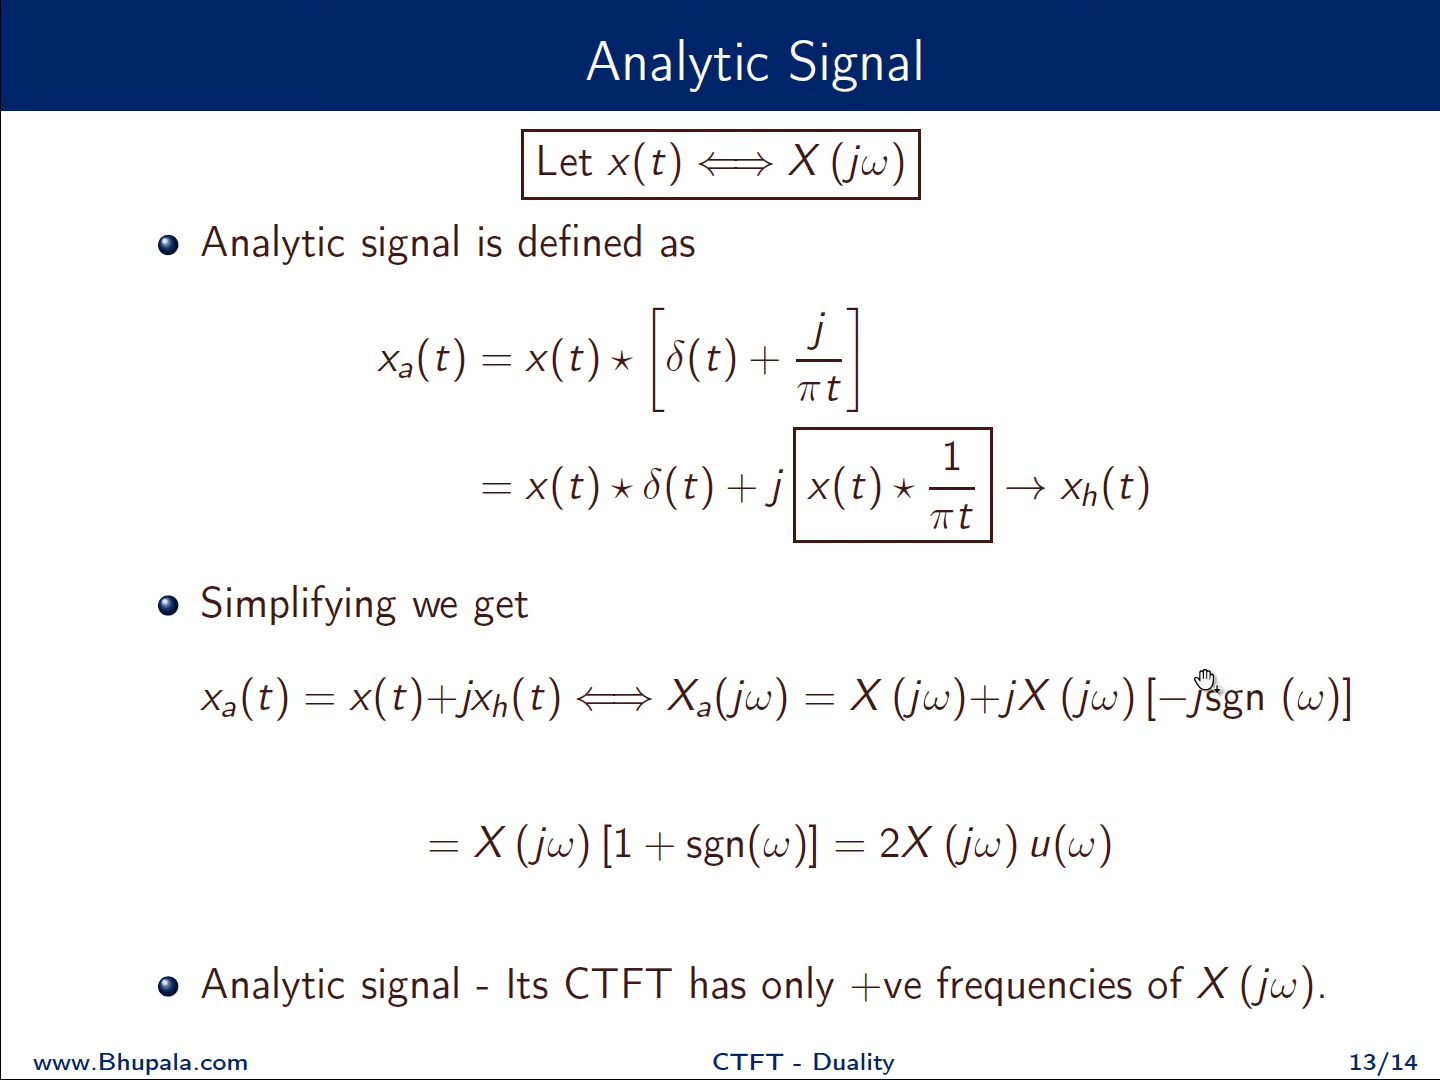 Analytic Signal
Let x(t) ⟺ X (jω)
Analytic signal is defined as
x_a(t) = x(t) ⋆ [δ(t) + j/πt]
= x(t) ⋆ δ(t) + j x(t) ⋆ 1/πt → x_h(t)
Simplifying we get
x_a(t) = x(t)+jx_h(t) ⟺ X_a(jω) = X (jω)+jX (jω) [−jsgn (ω)]
= X (jω) [1 + sgn(ω)] = 2X (jω) u(ω)
Analytic signal - Its CTFT has only +ve frequencies of X (jω).
www.Bhupala.com CTFT - Duality 13/14